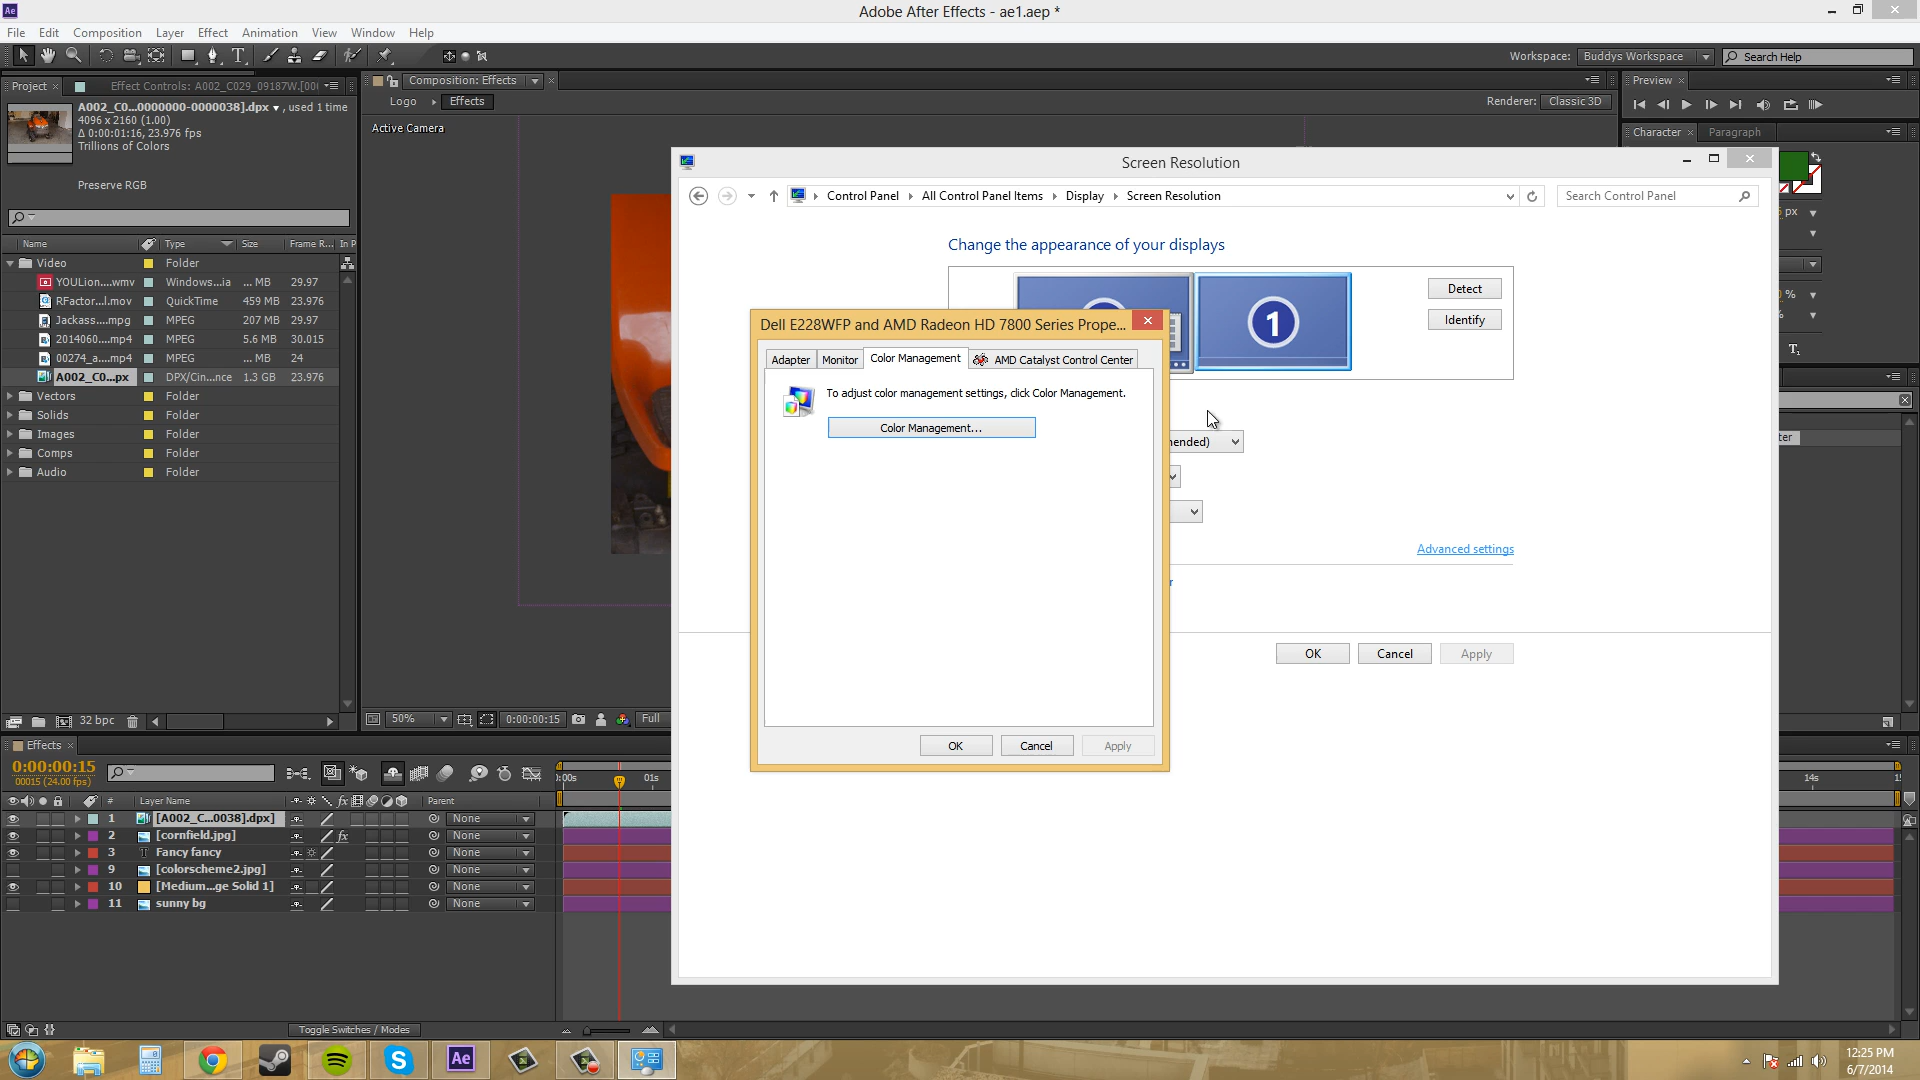 Ae
Adobe After Effects - ae1.aep *
File Edit Composition Layer Effect Animation View Window Help
Workspace: Buddys Workspace Search Help
Project Effect Controls: A002_C029_09187W.[00
A002_C0...0000000-0000038].dpx , used 1 time
4096 x 2160 (1.00)
Δ 0:00:01:16, 23.976 fps
Trillions of Colors
Preserve RGB
Name Type Size Frame R... In P
Video Folder
YOULion....wmv Windows...ia ... MB 29.97
RFactor...l.mov QuickTime 459 MB 23.976
Jackass....mpg MPEG 207 MB 29.97
2014060....mp4 MPEG 5.6 MB 30.015
00274_a....mp4 MPEG ... MB 24
A002_C0...px DPX/Cin...nce 1.3 GB 23.976
Vectors Folder
Solids Folder
Images Folder
Comps Folder
Audio Folder
32 bpc
Composition: Effects
Logo Effects
Renderer: Classic 3D
Active Camera
50% 0:00:00:15 Full
Preview
Character Paragraph
px
%
%
ter
Screen Resolution
Control Panel All Control Panel Items Display Screen Resolution
Search Control Panel
Change the appearance of your displays
1
Detect
Identify
nended)
Advanced settings
OK Cancel Apply
Dell E228WFP and AMD Radeon HD 7800 Series Prope...
Adapter Monitor Color Management AMD Catalyst Control Center
To adjust color management settings, click Color Management.
Color Management...
OK Cancel Apply
Effects
0:00:00:15
00015 (24.00 fps)
:00s 01s 14s
# Layer Name fx Parent
1 [A002_C...0038].dpx] None
2 [cornfield.jpg] fx None
3 T Fancy fancy None
9 [colorscheme2.jpg] None
10 [Medium...ge Solid 1] None
11 sunny bg None
Toggle Switches / Modes
Ae
12:25 PM
6/7/2014